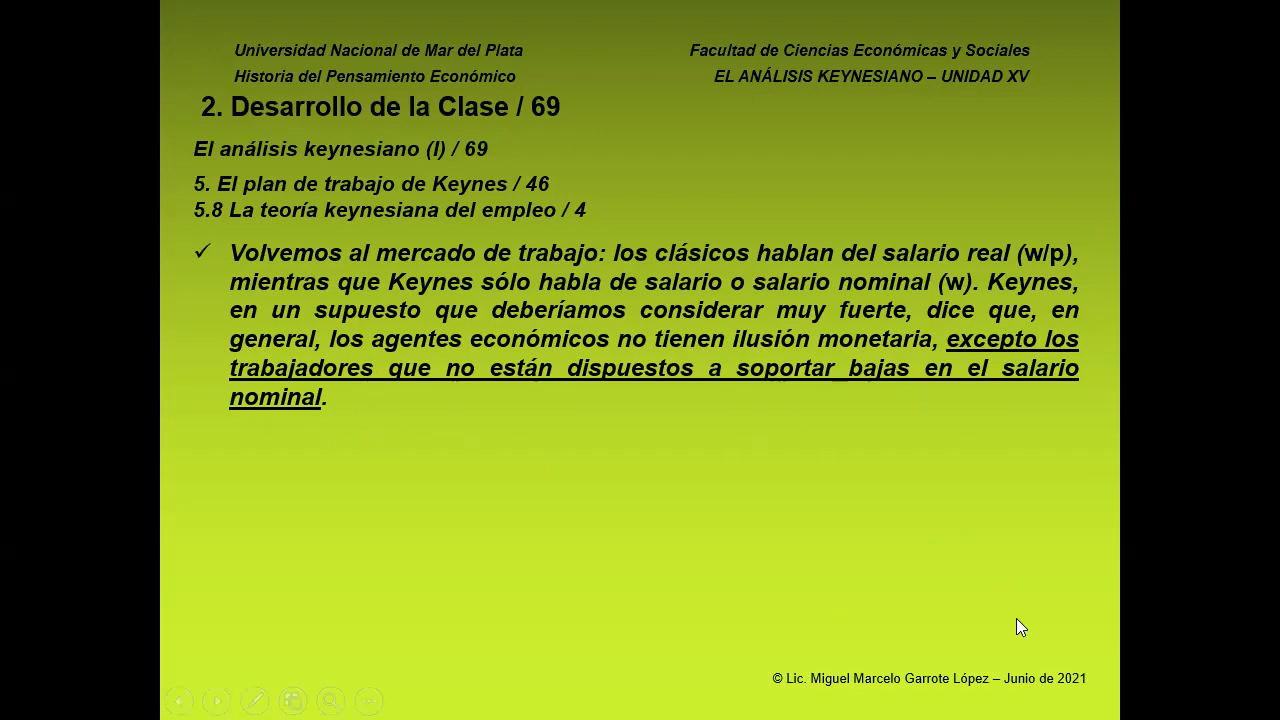 Universidad Nacional de Mar del Plata
Facultad de Ciencias Económicas y Sociales
Historia del Pensamiento Económico
EL ANÁLISIS KEYNESIANO – UNIDAD XV
2. Desarrollo de la Clase / 69
El análisis keynesiano (I) / 69
5. El plan de trabajo de Keynes / 46
5.8 La teoría keynesiana del empleo / 4
✓ Volvemos al mercado de trabajo: los clásicos hablan del salario real (w/p),
mientras que Keynes sólo habla de salario o salario nominal (w). Keynes,
en un supuesto que deberíamos considerar muy fuerte, dice que, en
general, los agentes económicos no tienen ilusión monetaria, excepto los
trabajadores que no están dispuestos a soportar bajas en el salario
nominal.
© Lic. Miguel Marcelo Garrote López – Junio de 2021